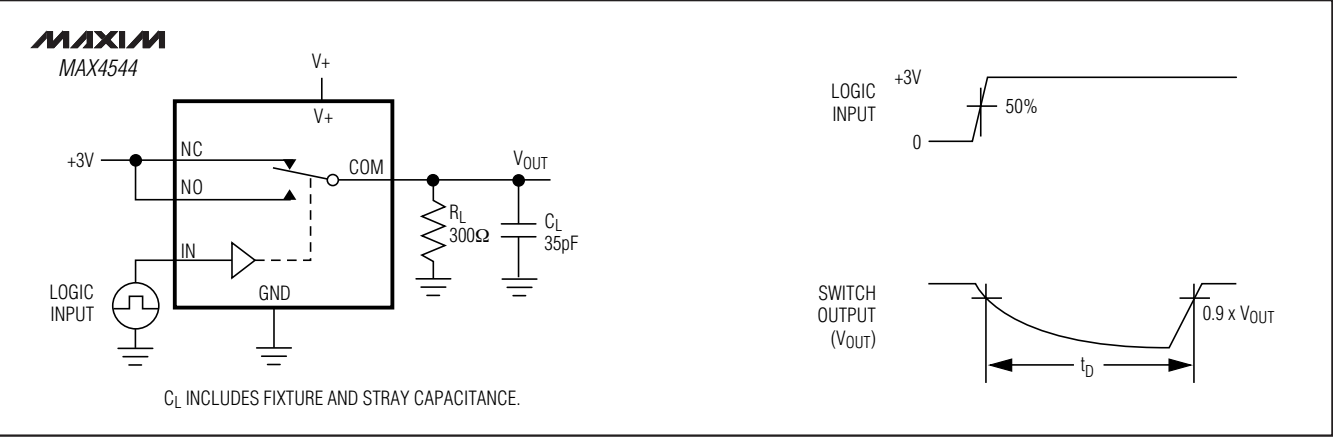 MAXIM
MAX4544
V+
V+
+3V
NC
NO
COM
VOUT
RL
300Ω
CL
35pF
IN
LOGIC
INPUT
GND
CL INCLUDES FIXTURE AND STRAY CAPACITANCE.
LOGIC
INPUT
+3V
50%
0
SWITCH
OUTPUT
(VOUT)
0.9 x VOUT
tD